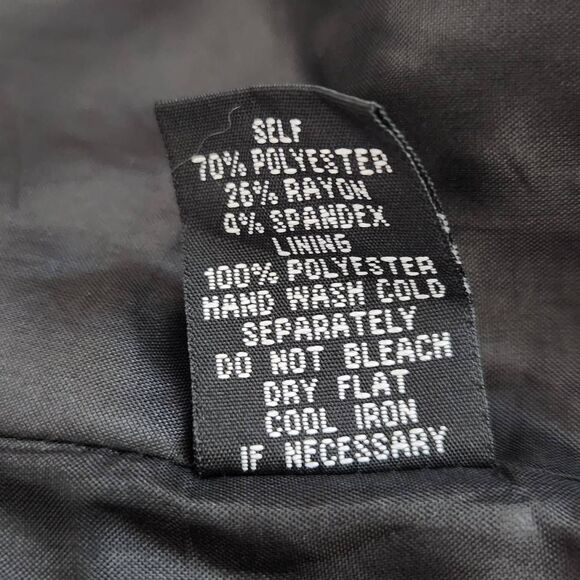 SELF
70% POLYESTER
26% RAYON
4% SPANDEX
LINING
100% POLYESTER
HAND WASH COLD
SEPARATELY
DO NOT BLEACH
DRY FLAT
COOL IRON
IF NECESSARY